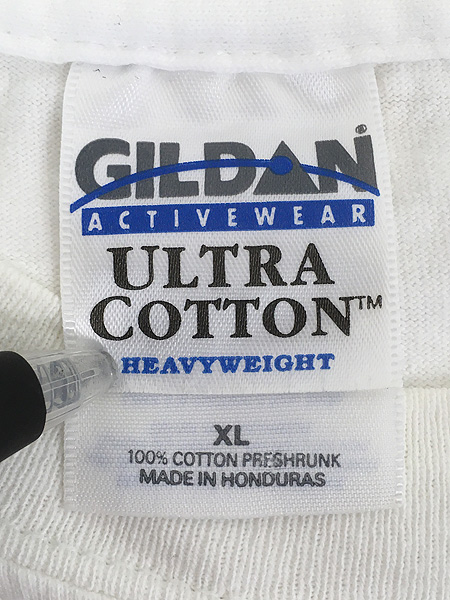 GILDAN®
ACTIVEWEAR
ULTRA
COTTON™
HEAVYWEIGHT
XL
100% COTTON PRESHRUNK
MADE IN HONDURAS